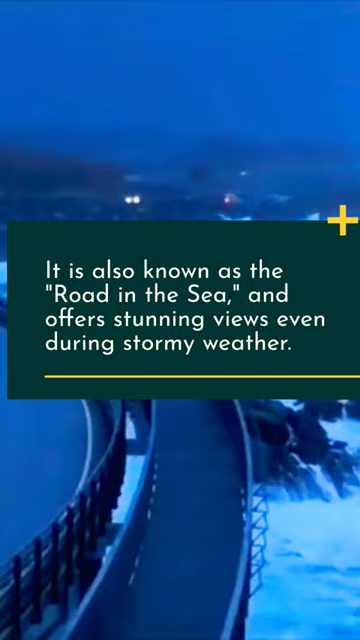 It is also known as the
"Road in the Sea," and
offers stunning views even
during stormy weather.